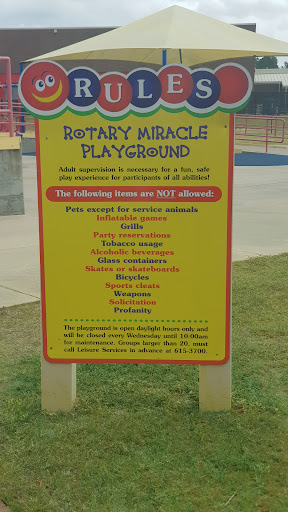 RULES
ROTARY MIRACLE
PLAYGROUND
Adult supervision is necessary for a fun, safe
play experience for participants of all abilities!
The following items are NOT allowed:
Pets except for service animals
Inflatable games
Grills
Party reservations
Tobacco usage
Alcoholic beverages
Glass containers
Skates or skateboards
Bicycles
Sports cleats
Weapons
Solicitation
Profanity
The playground is open daylight hours only and
will be closed every Wednesday until 10:00am
for maintenance. Groups larger than 20, must
call Leisure Services in advance at 615-3700.